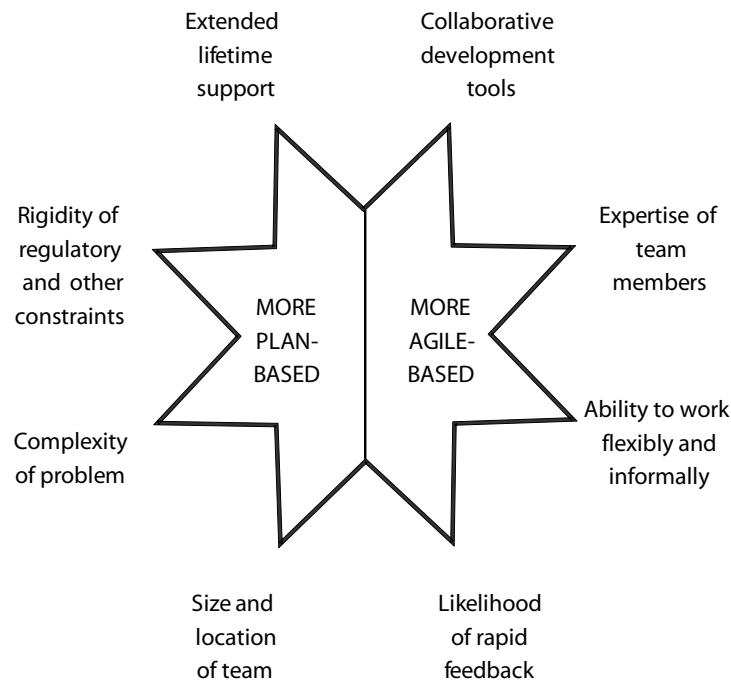 Extended
lifetime
support
Collaborative
development
tools
Rigidity of
regulatory
and other
constraints
Expertise of
team
members
MORE
PLAN-
BASED
MORE
AGILE-
BASED
Complexity
of problem
Ability to work
flexibly and
informally
Size and
location
of team
Likelihood
of rapid
feedback